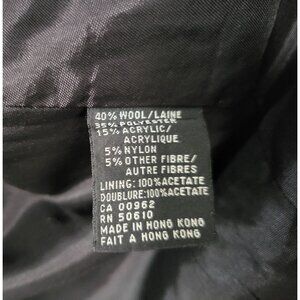 40% WOOL/LAINE
35% POLYESTER
15% ACRYLIC/
ACRYLIQUE
5% NYLON
5% OTHER FIBRE/
AUTRE FIBRES
LINING: 100% ACETATE
DOUBLURE: 100% ACETATE
CA 00962
RN 50610
MADE IN HONG KONG
FAIT A HONG KONG